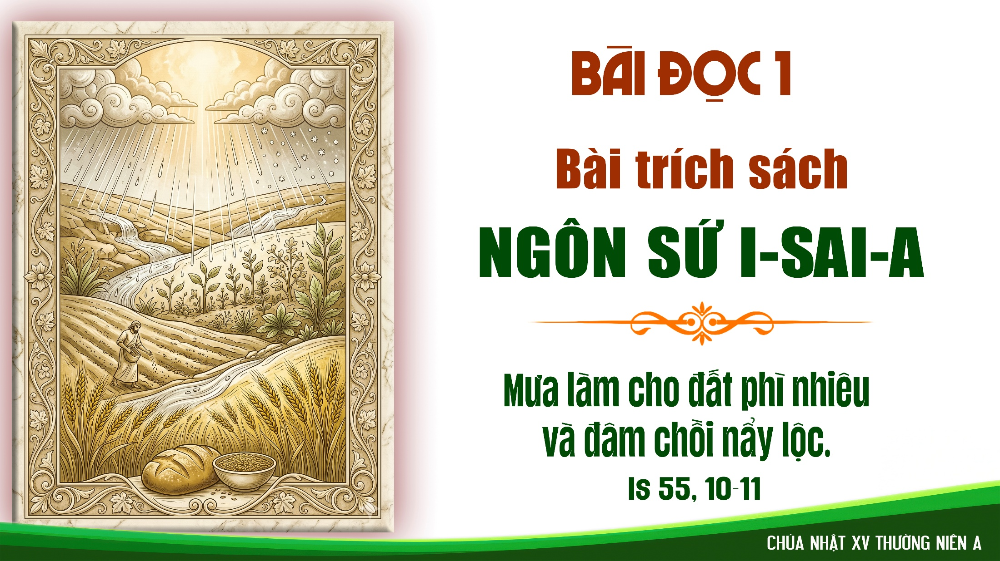 BÀI ĐỌC 1
Bài trích sách
NGÔN SỨ I-SAI-A
Mưa làm cho đất phì nhiêu
và đâm chồi nẩy lộc.
Is 55, 10-11
CHÚA NHẬT XV THƯỜNG NIÊN A